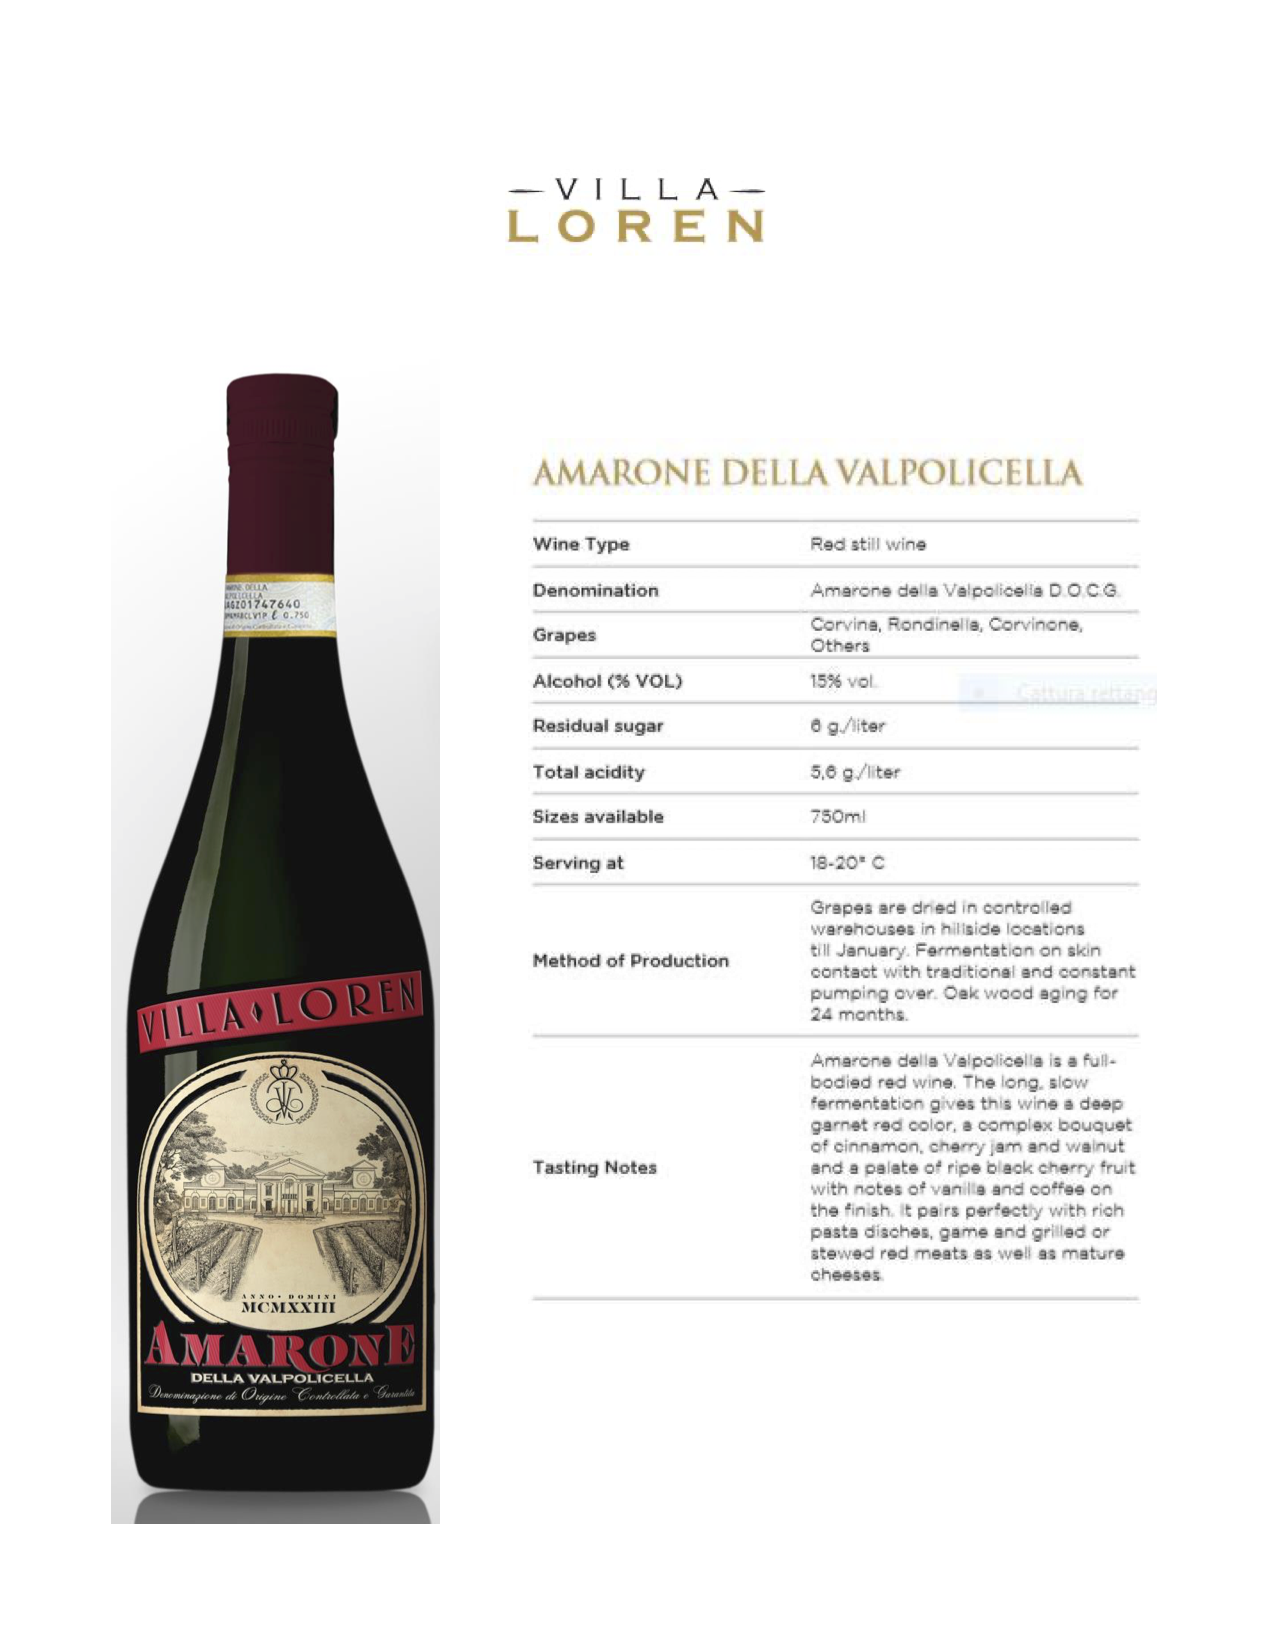 VILLA
LOREN
AMARONE DELLA VALPOLICELLA
Wine Type Red still wine
Denomination Amarone della Valpolicella D.O.C.G.
Grapes Corvina, Rondinella, Corvinone,
Others
Alcohol (% VOL) 15% vol.
Cattura rettang
Residual sugar 6 g./liter
Total acidity 5,6 g./liter
Sizes available 750ml
Serving at 18-20° C
Method of Production
Grapes are dried in controlled
warehouses in hillside locations
till January. Fermentation on skin
contact with traditional and constant
pumping over. Oak wood aging for
24 months.
Tasting Notes
Amarone della Valpolicella is a full-
bodied red wine. The long, slow
fermentation gives this wine a deep
garnet red color, a complex bouquet
of cinnamon, cherry jam and walnut
and a palate of ripe black cherry fruit
with notes of vanilla and coffee on
the finish. It pairs perfectly with rich
pasta disches, game and grilled or
stewed red meats as well as mature
cheeses.
DELLA
AGZ01747640
ℓ 0.750
VILLA LOREN
ANNO • DOMINI
MCMXXIII
AMARONE
DELLA VALPOLICELLA
Denominazione di Origine Controllata e Garantita